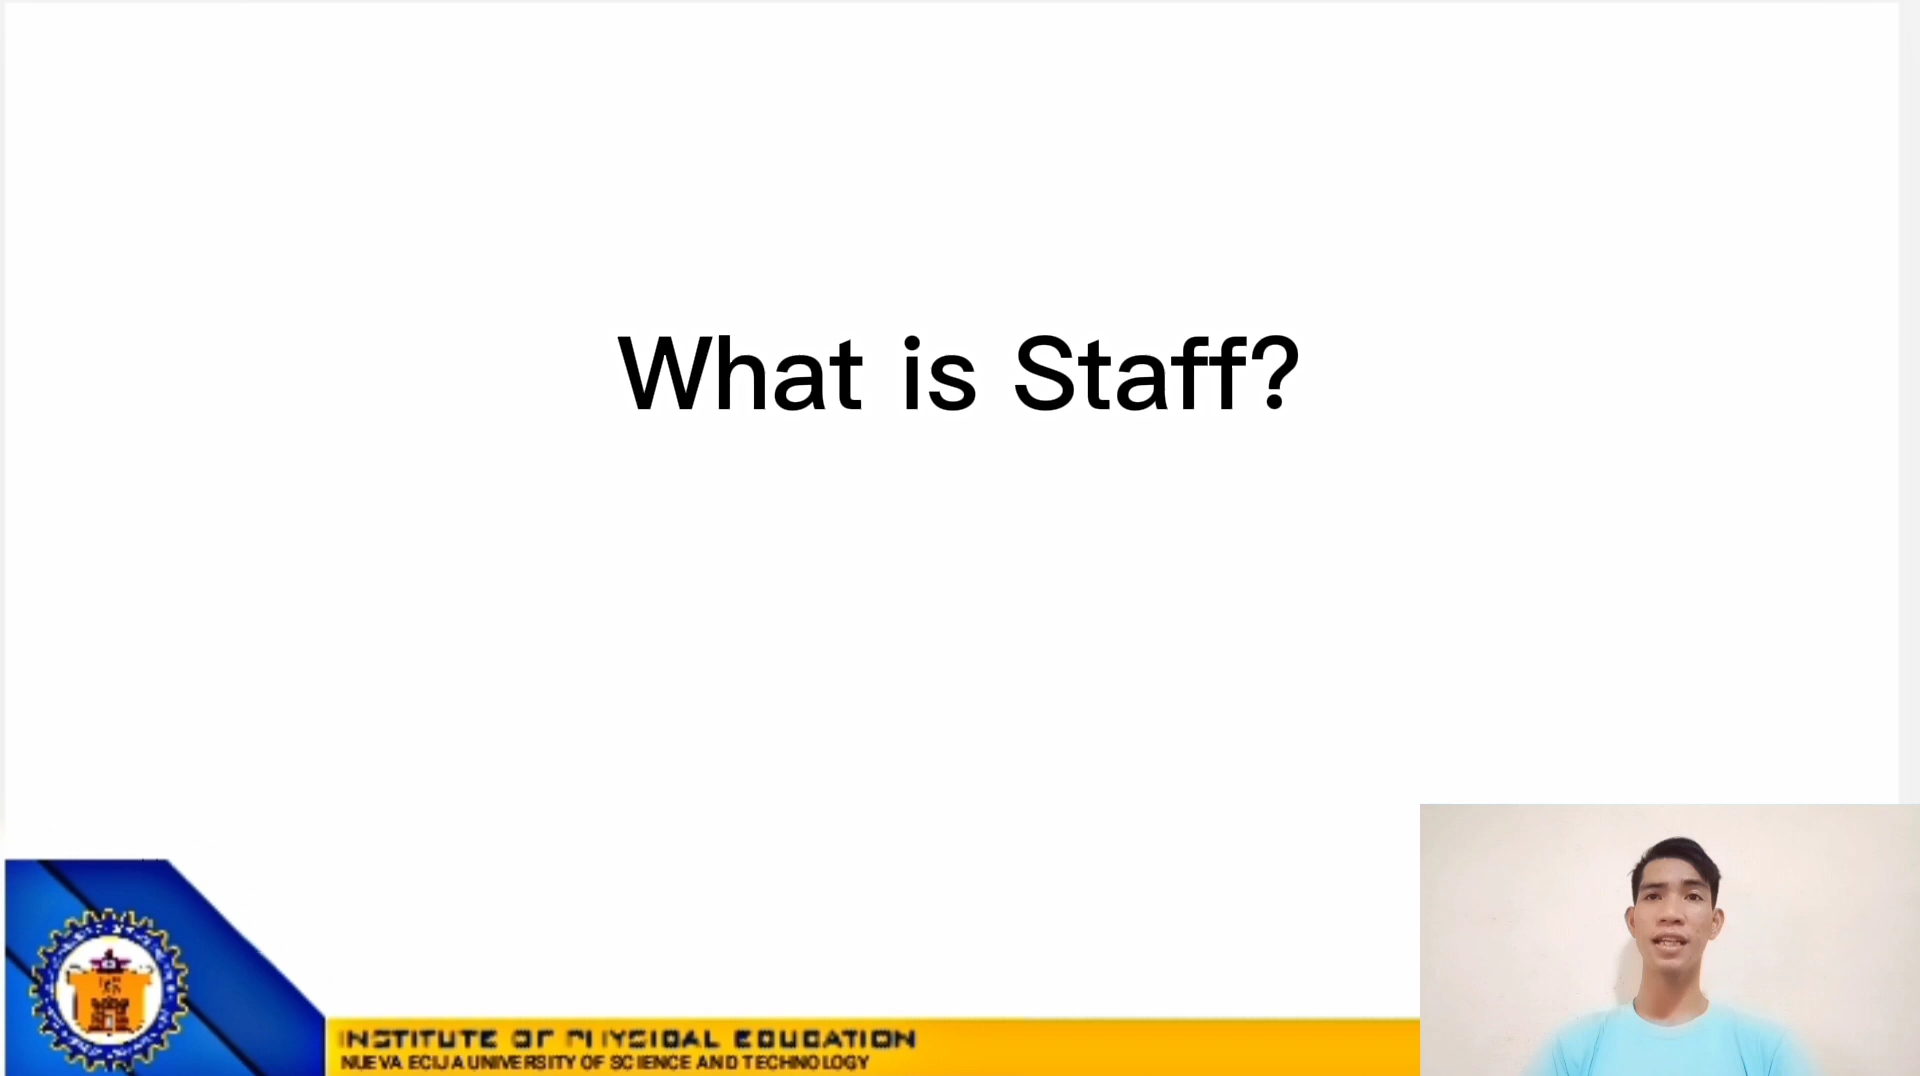 What is Staff?
INSTITUTE OF PHYSICAL EDUCATION
NUEVA ECIJA UNIVERSITY OF SCIENCE AND TECHNOLOGY